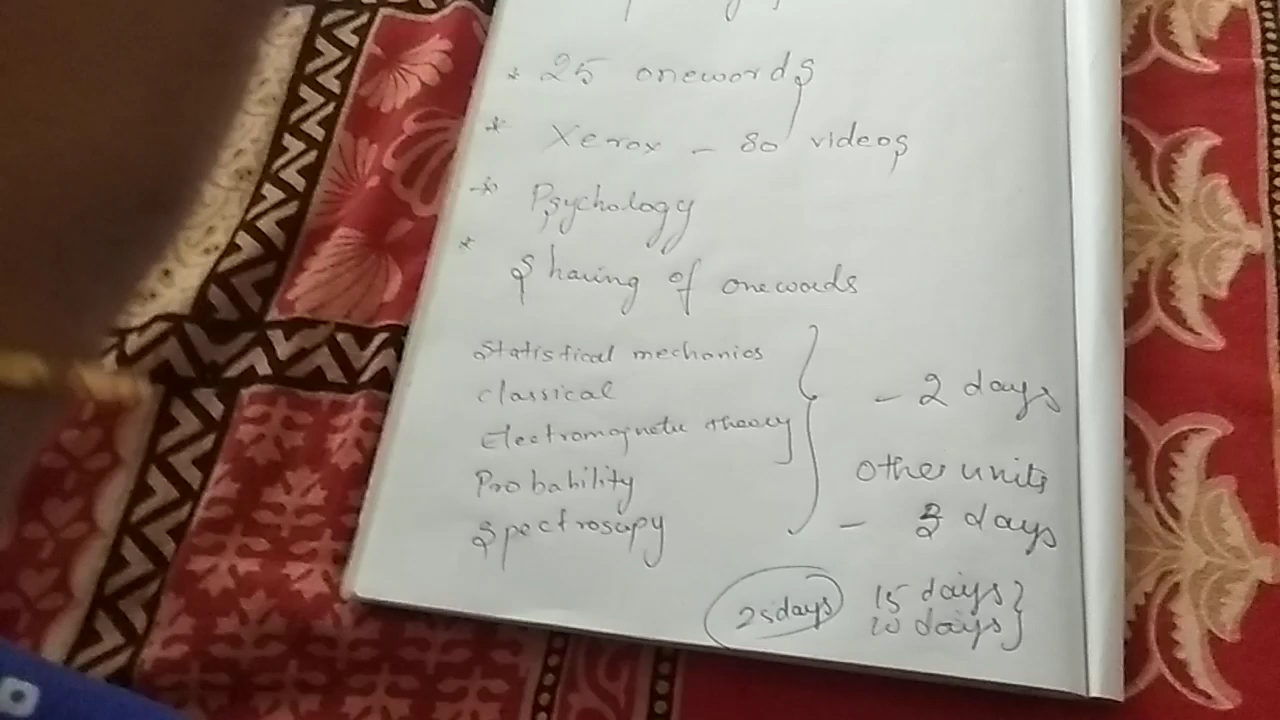 * 25 onewords
* Xerox - 80 videos
* Psychology
* Sharing of onewords
Statistical mechanics
classical
Electromagnetic theory
Probability
Spectroscopy
- 2 days
other units
- 3 days
25days
15 days
10 days